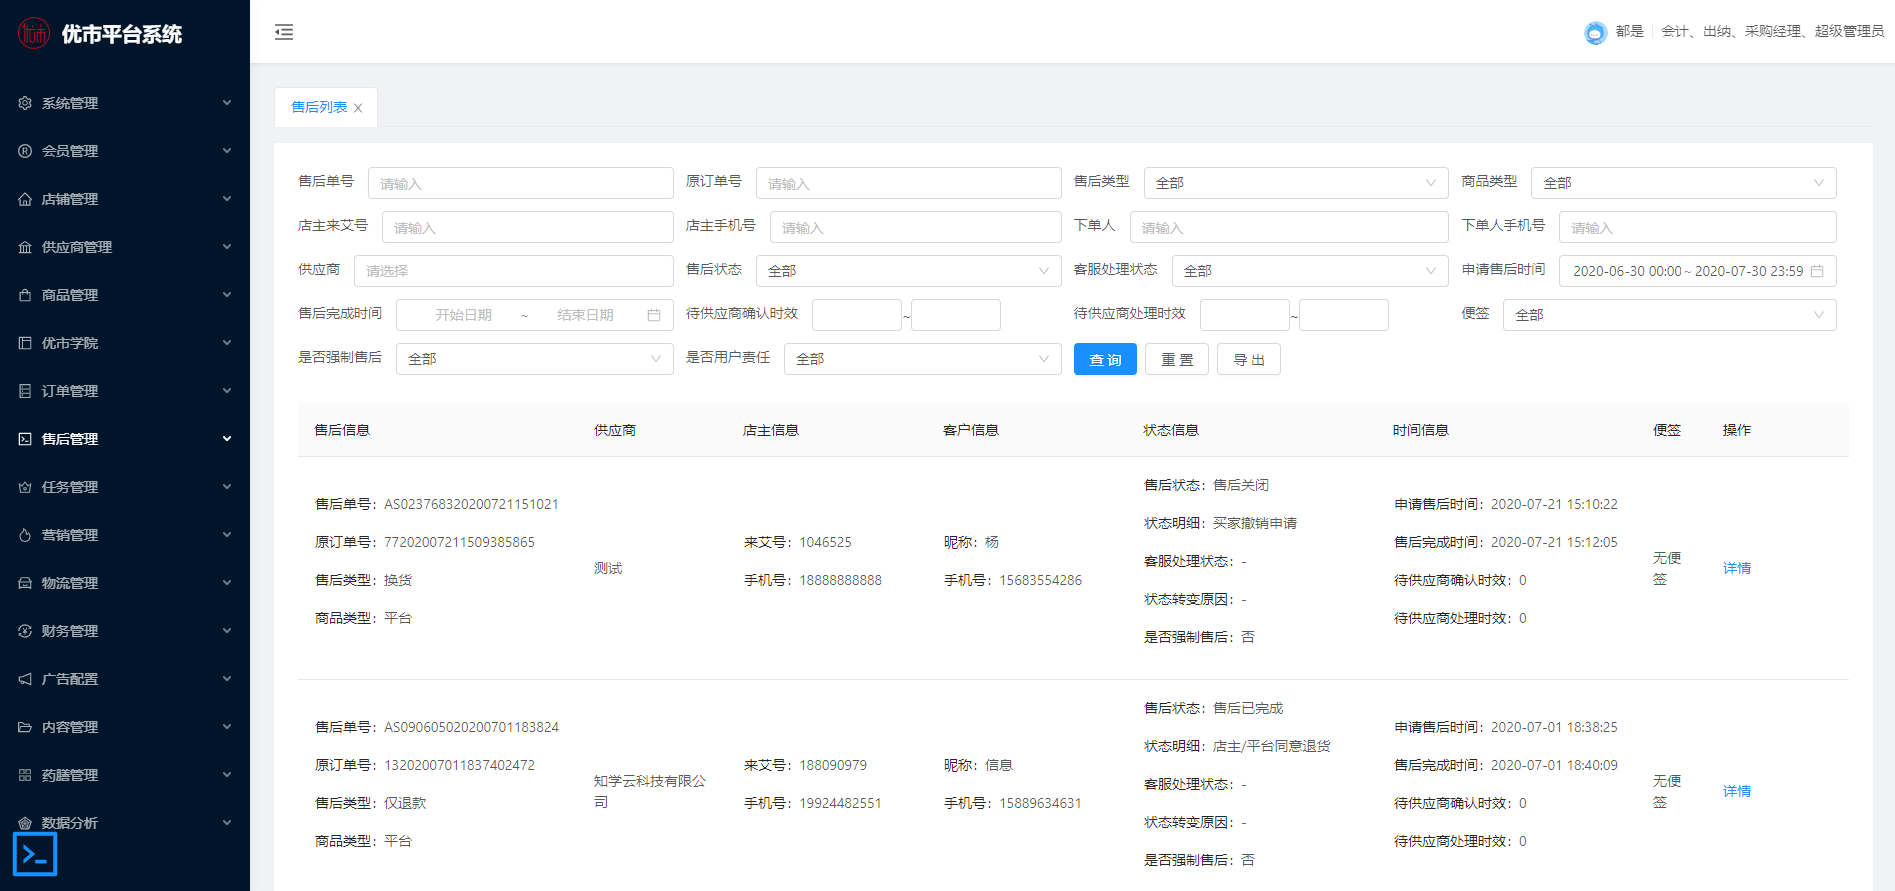 优市平台系统
都是 会计、出纳、采购经理、超级管理员
系统管理
会员管理
店铺管理
供应商管理
商品管理
优市学院
订单管理
售后管理
任务管理
营销管理
物流管理
财务管理
广告配置
内容管理
药膳管理
数据分析
售后列表
售后单号 请输入 原订单号 请输入 售后类型 全部 商品类型 全部
店主来艾号 请输入 店主手机号 请输入 下单人 请输入 下单人手机号 请输入
供应商 请选择 售后状态 全部 客服处理状态 全部 申请售后时间 2020-06-30 00:00 ~ 2020-07-30 23:59
售后完成时间 开始日期 ~ 结束日期 待供应商确认时效 ~ 待供应商处理时效 ~ 便签 全部
是否强制售后 全部 是否用户责任 全部 查 询 重 置 导 出
售后信息 供应商 店主信息 客户信息 状态信息 时间信息 便签 操作
售后单号：AS023768320200721151021
原订单号：77202007211509385865
售后类型：换货
商品类型：平台
测试
来艾号：1046525
手机号：18888888888
昵称：杨
手机号：15683554286
售后状态：售后关闭
状态明细：买家撤销申请
客服处理状态：-
状态转变原因：-
是否强制售后：否
申请售后时间：2020-07-21 15:10:22
售后完成时间：2020-07-21 15:12:05
待供应商确认时效：0
待供应商处理时效：0
无便
签
详情
售后单号：AS090605020200701183824
原订单号：13202007011837402472
售后类型：仅退款
商品类型：平台
知学云科技有限公
司
来艾号：188090979
手机号：19924482551
昵称：信息
手机号：15889634631
售后状态：售后已完成
状态明细：店主/平台同意退货
客服处理状态：-
状态转变原因：-
是否强制售后：否
申请售后时间：2020-07-01 18:38:25
售后完成时间：2020-07-01 18:40:09
待供应商确认时效：0
待供应商处理时效：0
无便
签
详情